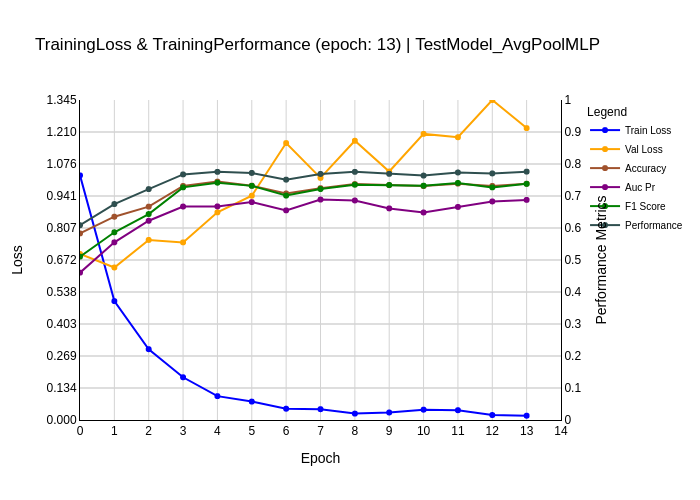 TrainingLoss & TrainingPerformance (epoch: 13) | TestModel_AvgPoolMLP
1.345
1.210
1.076
0.941
0.807
0.672
0.538
0.403
0.269
0.134
0.000
Loss
0 1 2 3 4 5 6 7 8 9 10 11 12 13 14
Epoch
1
0.9
0.8
0.7
0.6
0.5
0.4
0.3
0.2
0.1
0
Performance Metrics
Legend
Train Loss
Val Loss
Accuracy
Auc Pr
F1 Score
Performance